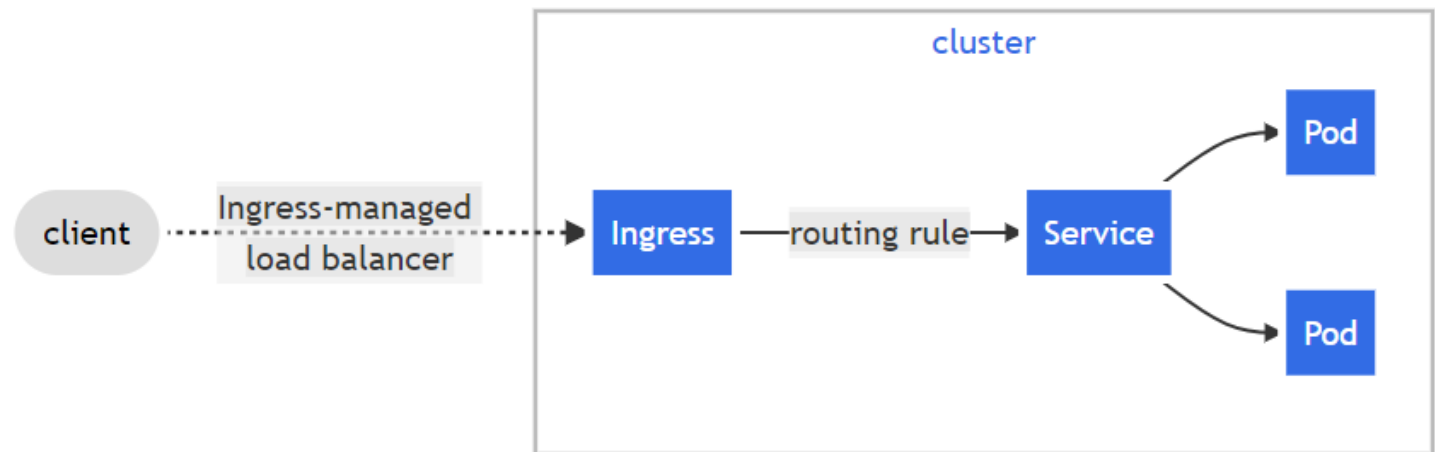 cluster
Pod
client
Ingress-managed
load balancer
Ingress
routing rule
Service
Pod